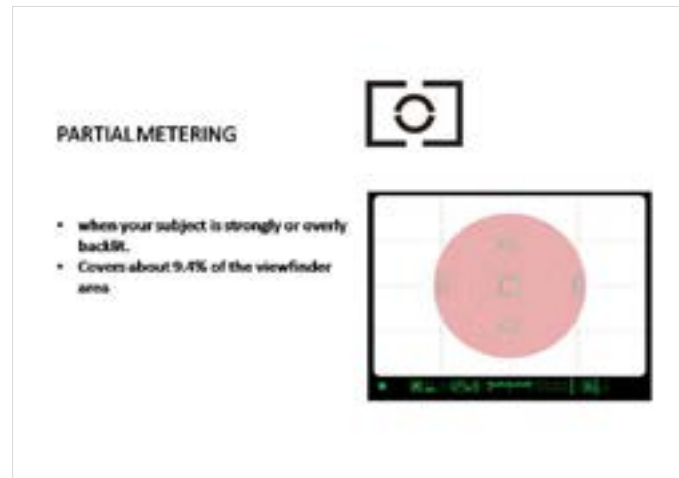 PARTIAL METERING
• when your subject is strongly or overly
backlit.
• Covers about 9.4% of the viewfinder
area